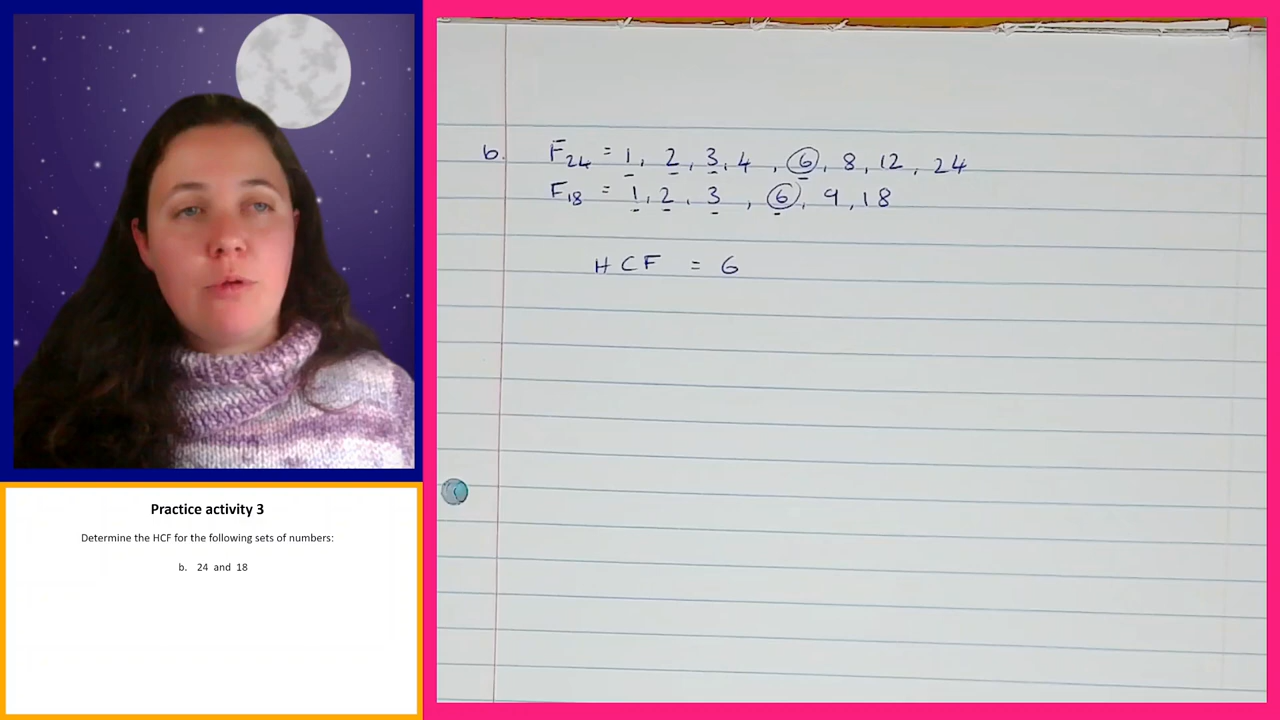 Practice activity 3
Determine the HCF for the following sets of numbers:
b. 24 and 18
b. F24 = 1, 2, 3, 4 , 6, 8, 12, 24
F18 = 1, 2, 3 , 6, 9, 18
HCF = 6